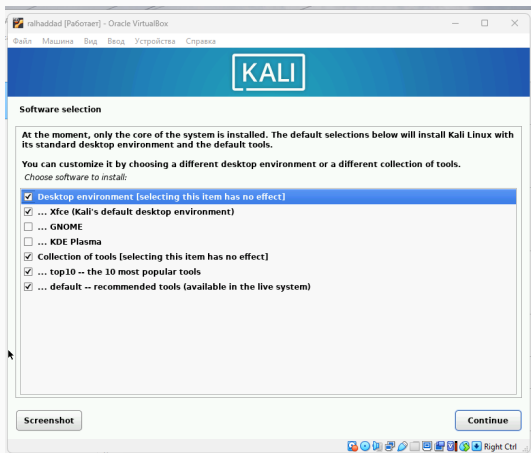 ralhaddad [Работает] - Oracle VirtualBox
Файл Машина Вид Ввод Устройства Справка
KALI
Software selection
At the moment, only the core of the system is installed. The default selections below will install Kali Linux with
its standard desktop environment and the default tools.
You can customize it by choosing a different desktop environment or a different collection of tools.
Choose software to install:
Desktop environment [selecting this item has no effect]
... Xfce (Kali's default desktop environment)
... GNOME
... KDE Plasma
Collection of tools [selecting this item has no effect]
... top10 -- the 10 most popular tools
... default -- recommended tools (available in the live system)
Screenshot
Continue
Right Ctrl